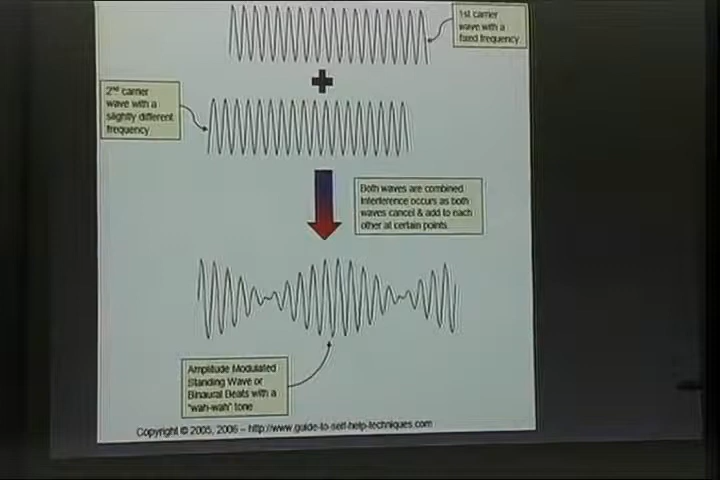 1st carrier
wave with a
fixed frequency
2nd carrier
wave with a
slightly different
frequency
Both waves are combined.
Interference occurs as both
waves cancel & add to each
other at certain points.
Amplitude Modulated
Standing Wave or
Binaural Beats with a
"wah-wah" tone
Copyright © 2005, 2006 – http://www.guide-to-self-help-techniques.com